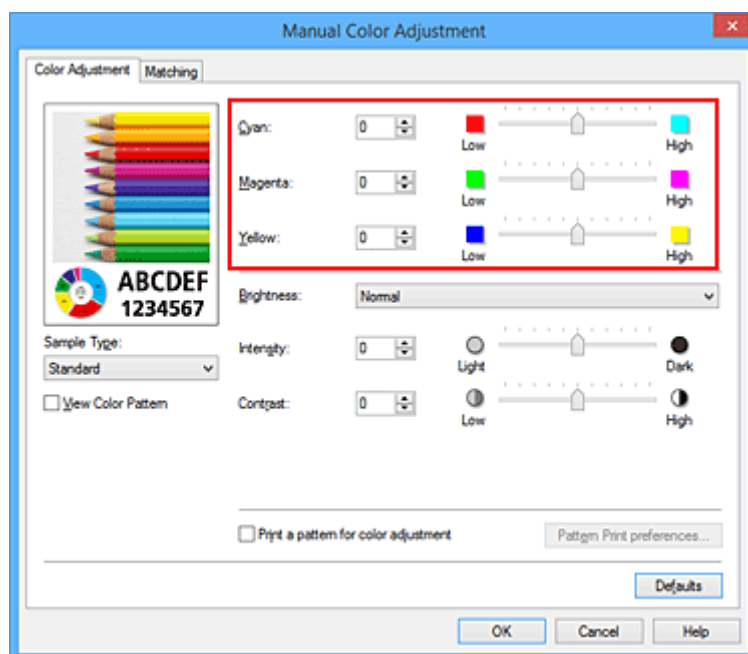 Manual Color Adjustment
Color Adjustment Matching
Cyan: 0 Low High
Magenta: 0 Low High
Yellow: 0 Low High
ABCDEF
1234567
Brightness: Normal
Sample Type:
Standard
Intensity: 0 Light Dark
View Color Pattern
Contrast: 0 Low High
Print a pattern for color adjustment Pattern Print preferences...
Defaults
OK Cancel Help